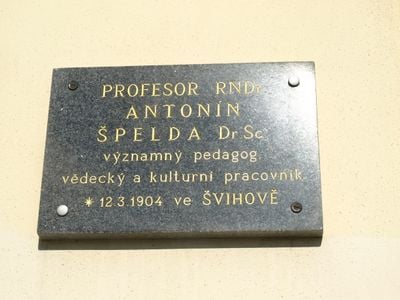 PROFESOR RNDr
ANTONÍN
ŠPELDA DrSc
významný pedagog,
vědecký a kulturní pracovník
* 12.3.1904 ve ŠVIHOVĚ